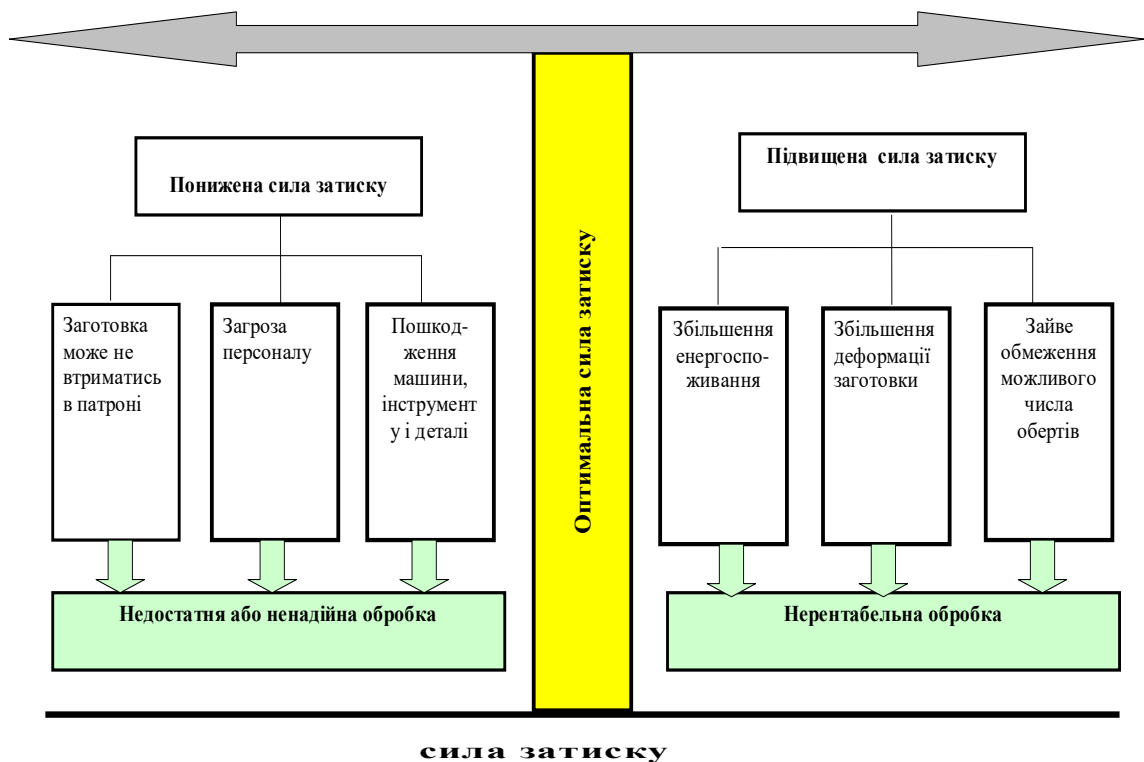 Понижена сила затиску
Заготовка
може не
втриматись
в патроні
Загроза
персоналу
Пошкод-
ження
машини,
інструмент
у і деталі
Недостатня або ненадійна обробка
Оптимальна сила затиску
Підвищена сила затиску
Збільшення
енергоспо-
живання
Збільшення
деформації
заготовки
Зайве
обмеження
можливого
числа
обертів
Нерентабельна обробка
сила затиску